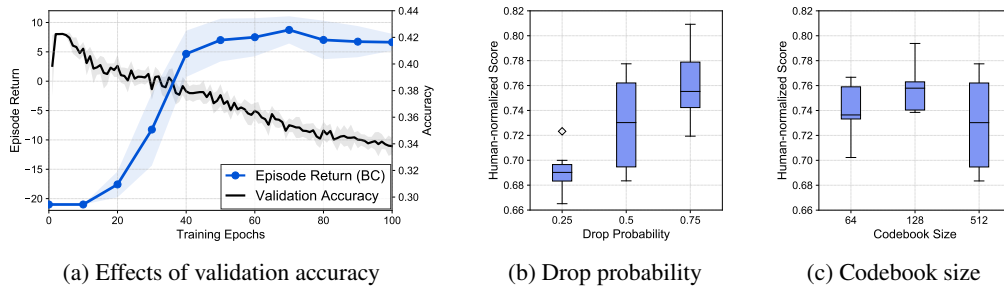 10
5
0
−5
−10
−15
−20
Episode Return
0.44
0.42
0.40
0.38
0.36
0.34
0.32
0.30
Accuracy
Episode Return (BC)
Validation Accuracy
0 20 40 60 80 100
Training Epochs
(a) Effects of validation accuracy
0.82
0.80
0.78
0.76
0.74
0.72
0.70
0.68
0.66
Human-normalized Score
0.25 0.5 0.75
Drop Probability
(b) Drop probability
0.82
0.80
0.78
0.76
0.74
0.72
0.70
0.68
0.66
Human-normalized Score
64 128 512
Codebook Size
(c) Codebook size